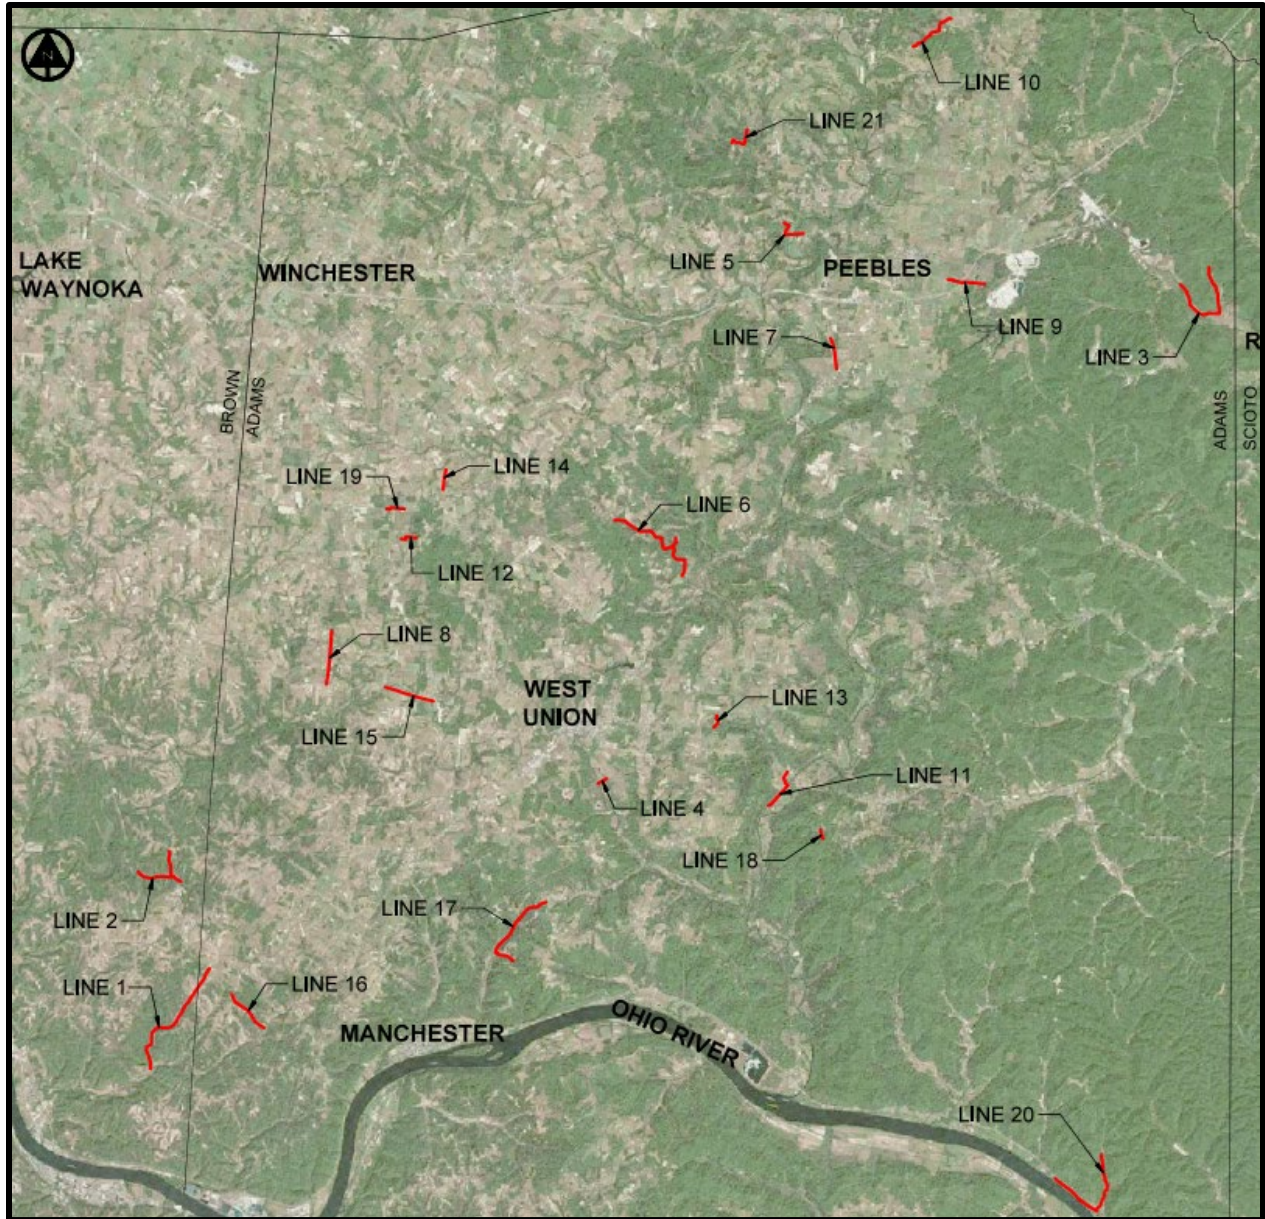 N
LINE 10
LINE 21
LINE 5
PEEBLES
LAKE
WAYNOKA
WINCHESTER
LINE 9
LINE 7
LINE 3
R
BROWN
ADAMS
ADAMS
SCIOTO
LINE 14
LINE 19
LINE 6
LINE 12
LINE 8
WEST
UNION
LINE 13
LINE 15
LINE 11
LINE 4
LINE 18
LINE 2
LINE 17
LINE 1
LINE 16
MANCHESTER
OHIO RIVER
LINE 20